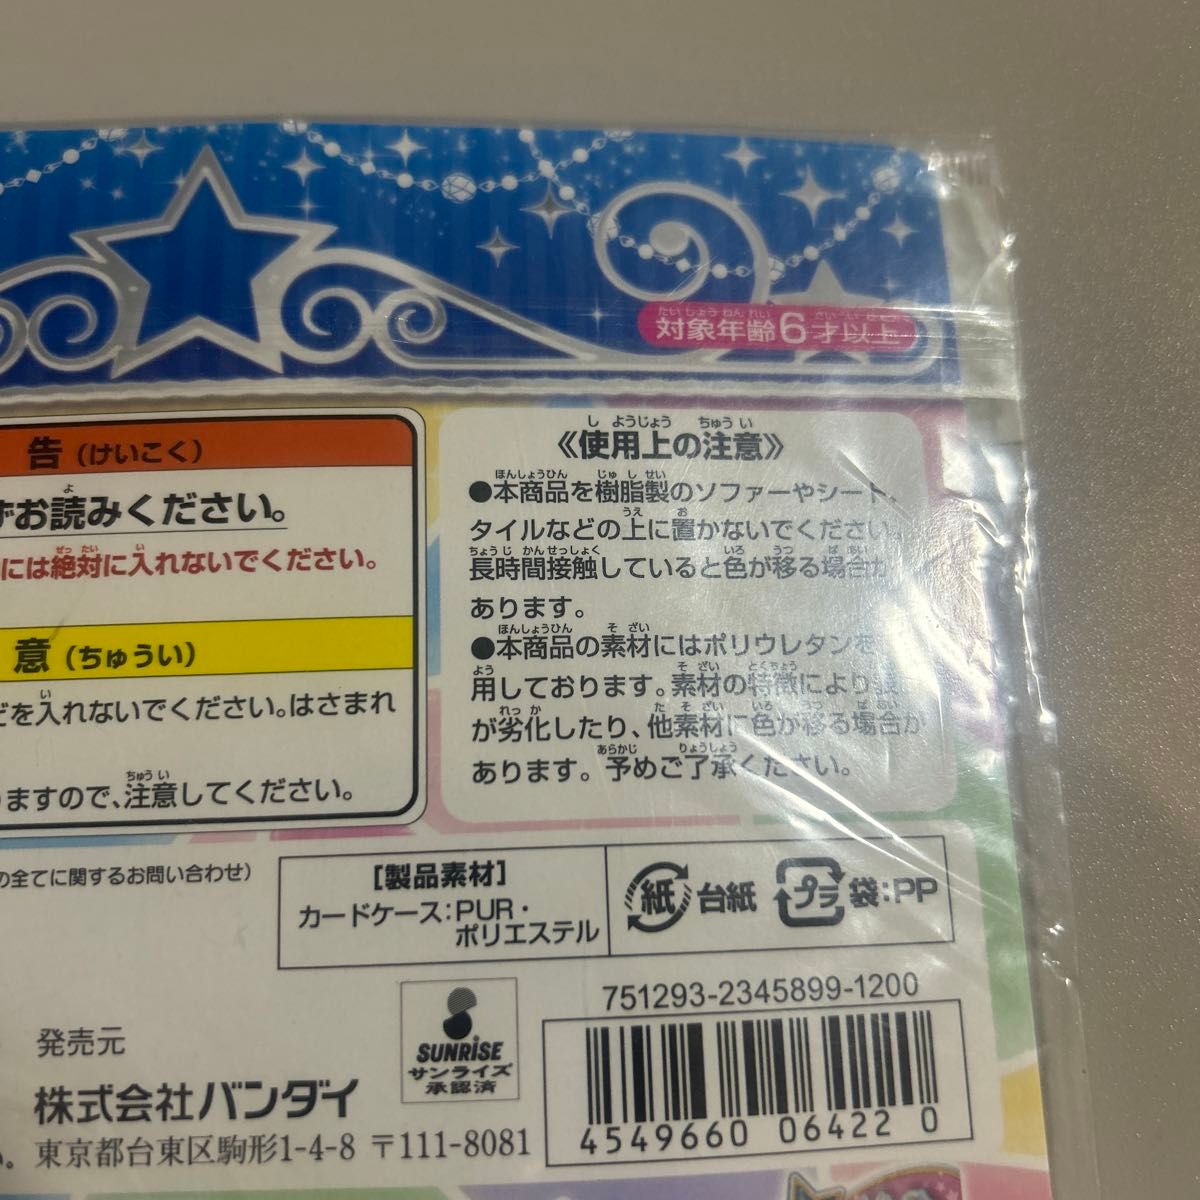 対象年齢6才以上
たいしょうねんれい
告(けいこく)
ずお読みください。
には絶対に入れないでください。
意(ちゅうい)
どを入れないでください。はさまれ
りますので、注意してください。
《使用上の注意》
●本商品を樹脂製のソファーやシート、
タイルなどの上に置かないでください。
長時間接触していると色が移る場合が
あります。
●本商品の素材にはポリウレタンを
用しております。素材の特徴により
が劣化したり、他素材に色が移る場合が
あります。予めご了承ください。
の全てに関するお問い合わせ)
[製品素材]
カードケース:PUR・
ポリエステル
紙 台紙
プラ 袋:PP
751293-2345899-1200
発売元
株式会社バンダイ
東京都台東区駒形1-4-8 〒111-8081
SUNRISE
サンライズ
承認済
4549660 064220